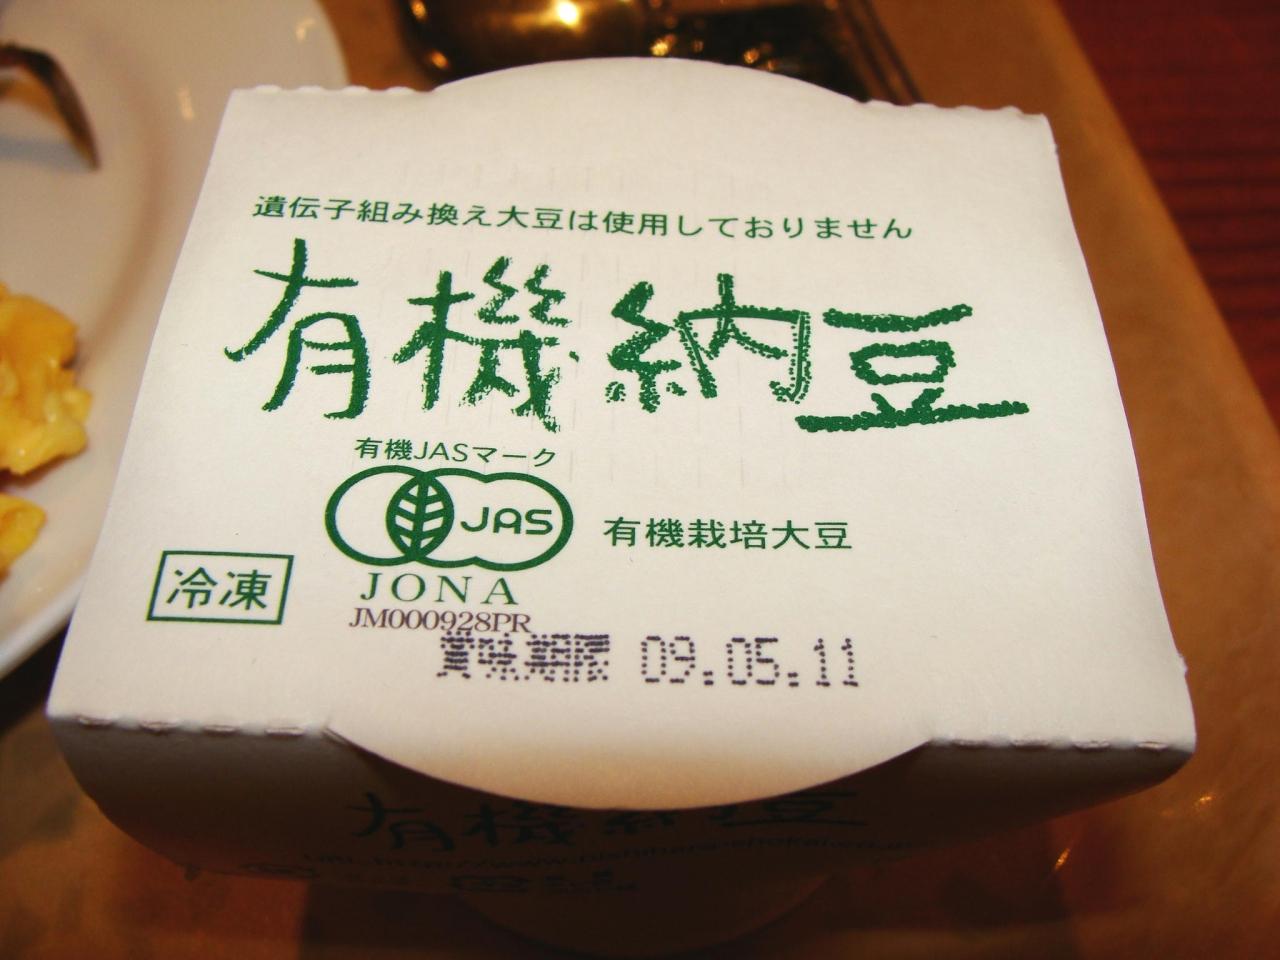 遺伝子組み換え大豆は使用しておりません
有機納豆
有機JASマーク
JAS
有機栽培大豆
冷凍
JONA
JM000928PR
賞味期限 09.05.11
有機納豆